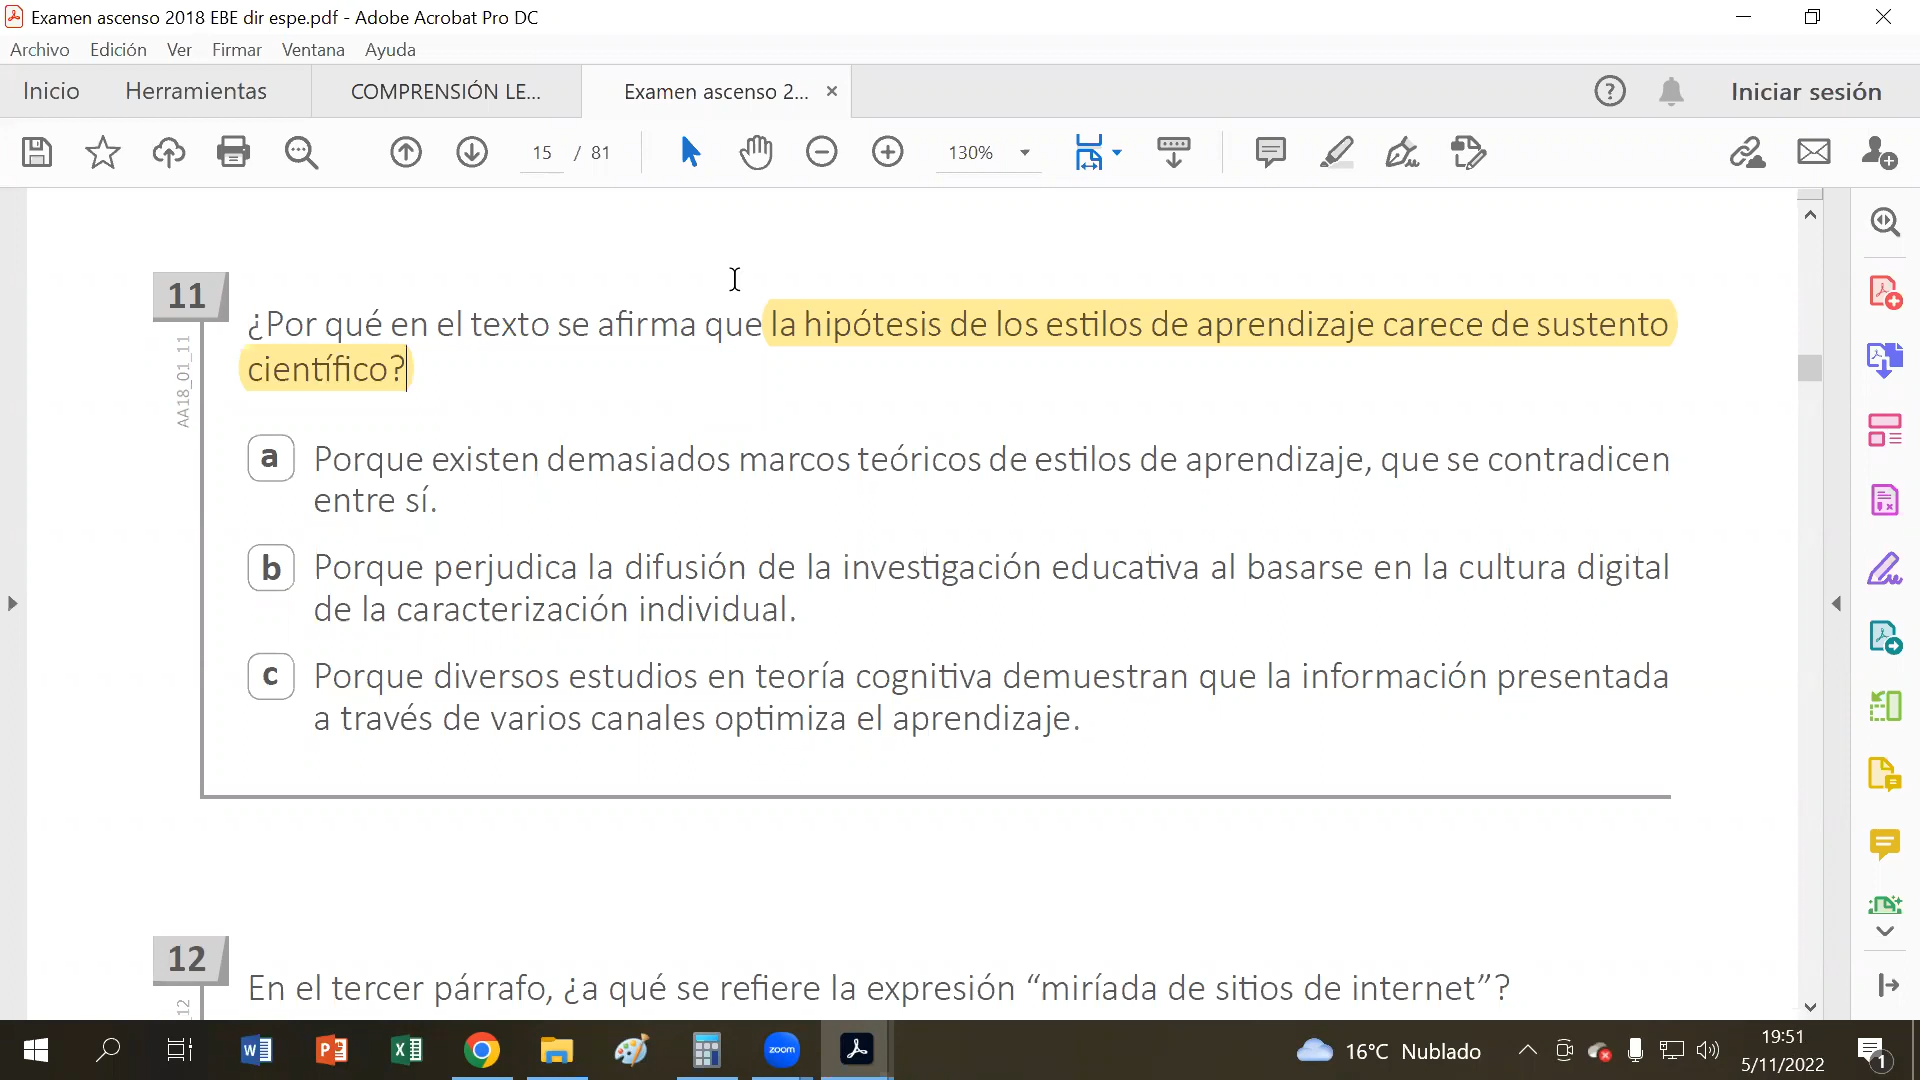 Examen ascenso 2018 EBE dir espe.pdf - Adobe Acrobat Pro DC
Archivo Edición Ver Firmar Ventana Ayuda
Inicio Herramientas COMPRENSIÓN LE... Examen ascenso 2... × Iniciar sesión
15 / 81 130%
11
¿Por qué en el texto se afirma que la hipótesis de los estilos de aprendizaje carece de sustento
científico?
AA18_01_11
a Porque existen demasiados marcos teóricos de estilos de aprendizaje, que se contradicen
entre sí.
b Porque perjudica la difusión de la investigación educativa al basarse en la cultura digital
de la caracterización individual.
c Porque diversos estudios en teoría cognitiva demuestran que la información presentada
a través de varios canales optimiza el aprendizaje.
12
En el tercer párrafo, ¿a qué se refiere la expresión “miríada de sitios de internet”?
_12
zoom
16°C Nublado
19:51
5/11/2022
1